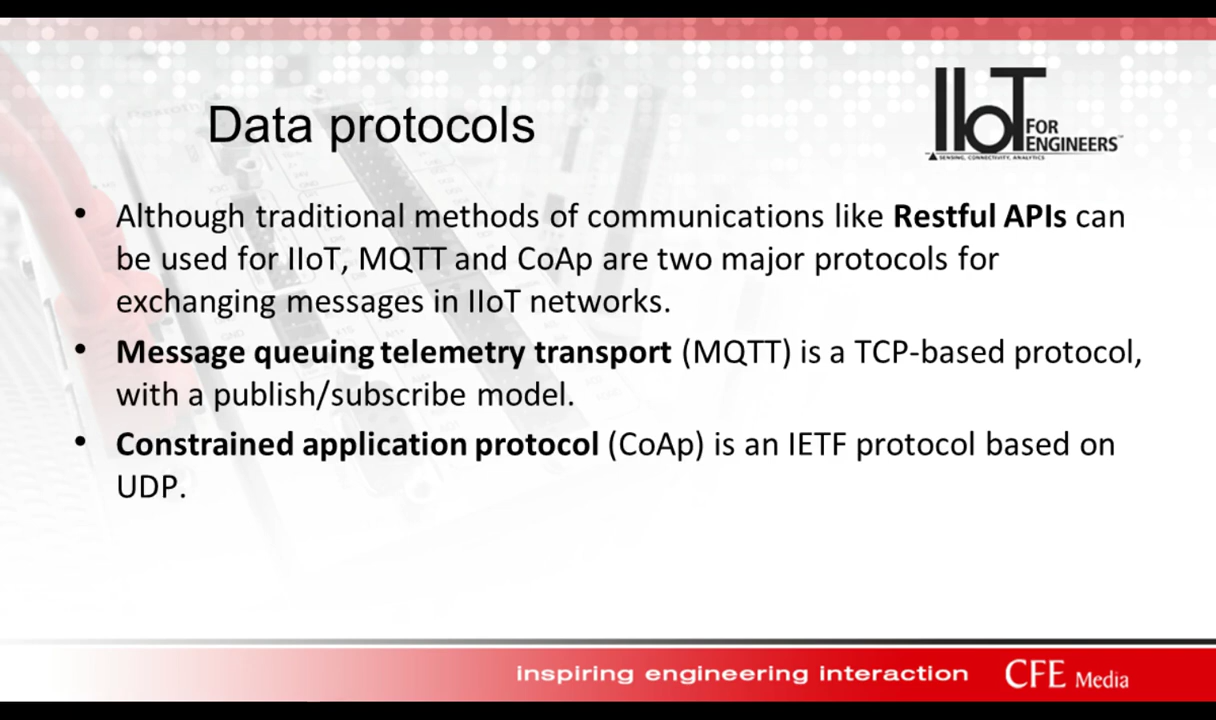 Data protocols
IIoT
FOR
ENGINEERS™
SENSING, CONNECTIVITY, ANALYTICS
• Although traditional methods of communications like Restful APIs can
be used for IIoT, MQTT and CoAp are two major protocols for
exchanging messages in IIoT networks.
• Message queuing telemetry transport (MQTT) is a TCP-based protocol,
with a publish/subscribe model.
• Constrained application protocol (CoAp) is an IETF protocol based on
UDP.
inspiring engineering interaction
CFE Media